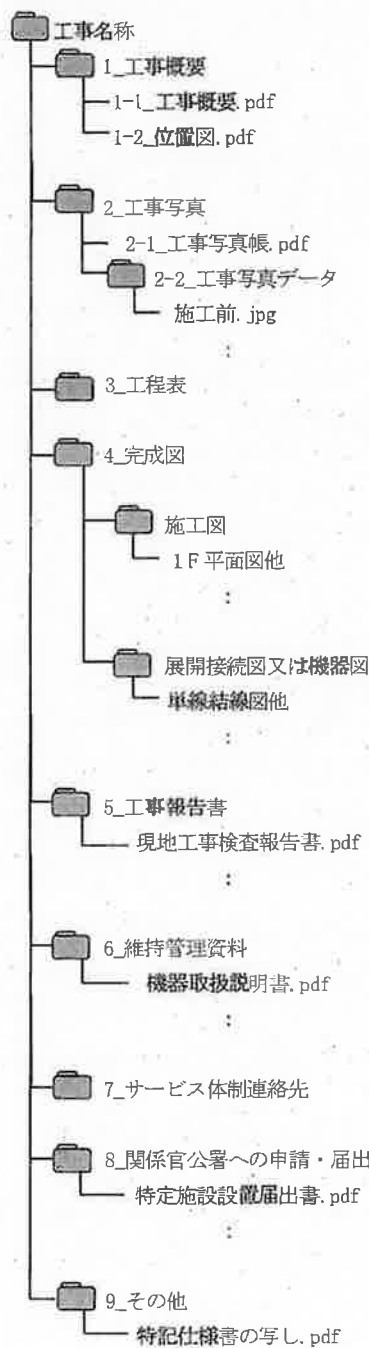 工事名称
1_工事概要
1-1_工事概要.pdf
1-2_位置図.pdf
2_工事写真
2-1_工事写真帳.pdf
2-2_工事写真データ
施工前.jpg
:
3_工程表
4_完成図
施工図
1F平面図他
:
展開接続図又は機器図
単線結線図他
:
5_工事報告書
現地工事検査報告書.pdf
:
6_維持管理資料
機器取扱説明書.pdf
:
7_サービス体制連絡先
8_関係官公署への申請・届出
特定施設設置届出書.pdf
:
9_その他
特記仕様書の写し.pdf